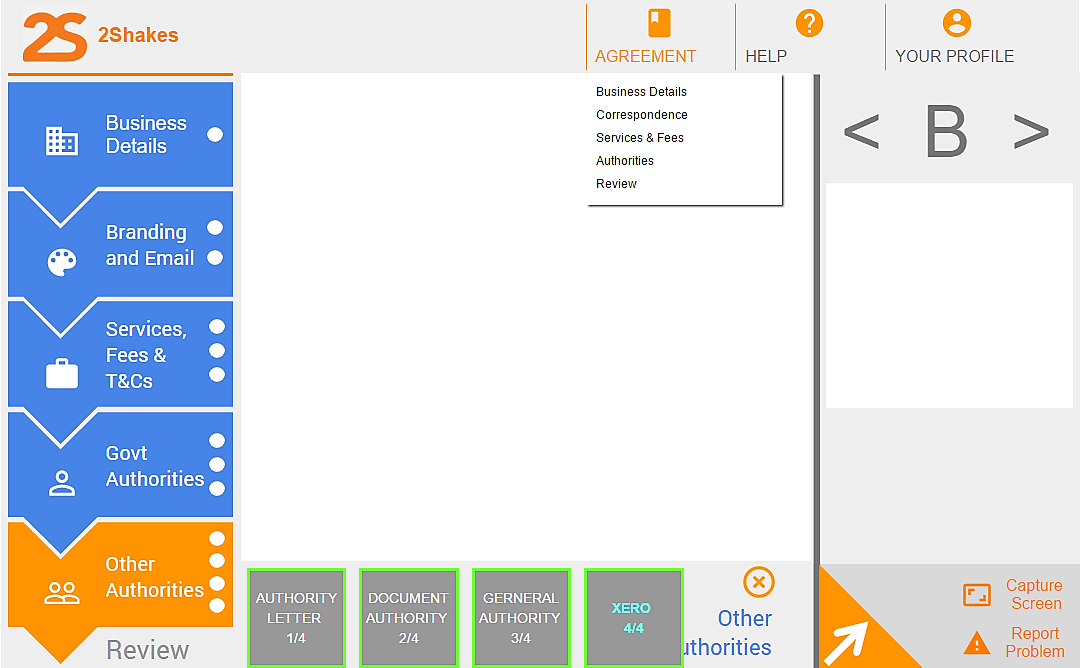 2S 2Shakes
AGREEMENT
HELP
YOUR PROFILE
Business Details
Correspondence
Services & Fees
Authorities
Review
< B >
Business
Details
Branding
and Email
Services,
Fees &
T&Cs
Govt
Authorities
Other
Authorities
Review
AUTHORITY
LETTER
1/4
DOCUMENT
AUTHORITY
2/4
GERNERAL
AUTHORITY
3/4
XERO
4/4
Other
uthorities
Capture
Screen
Report
Problem